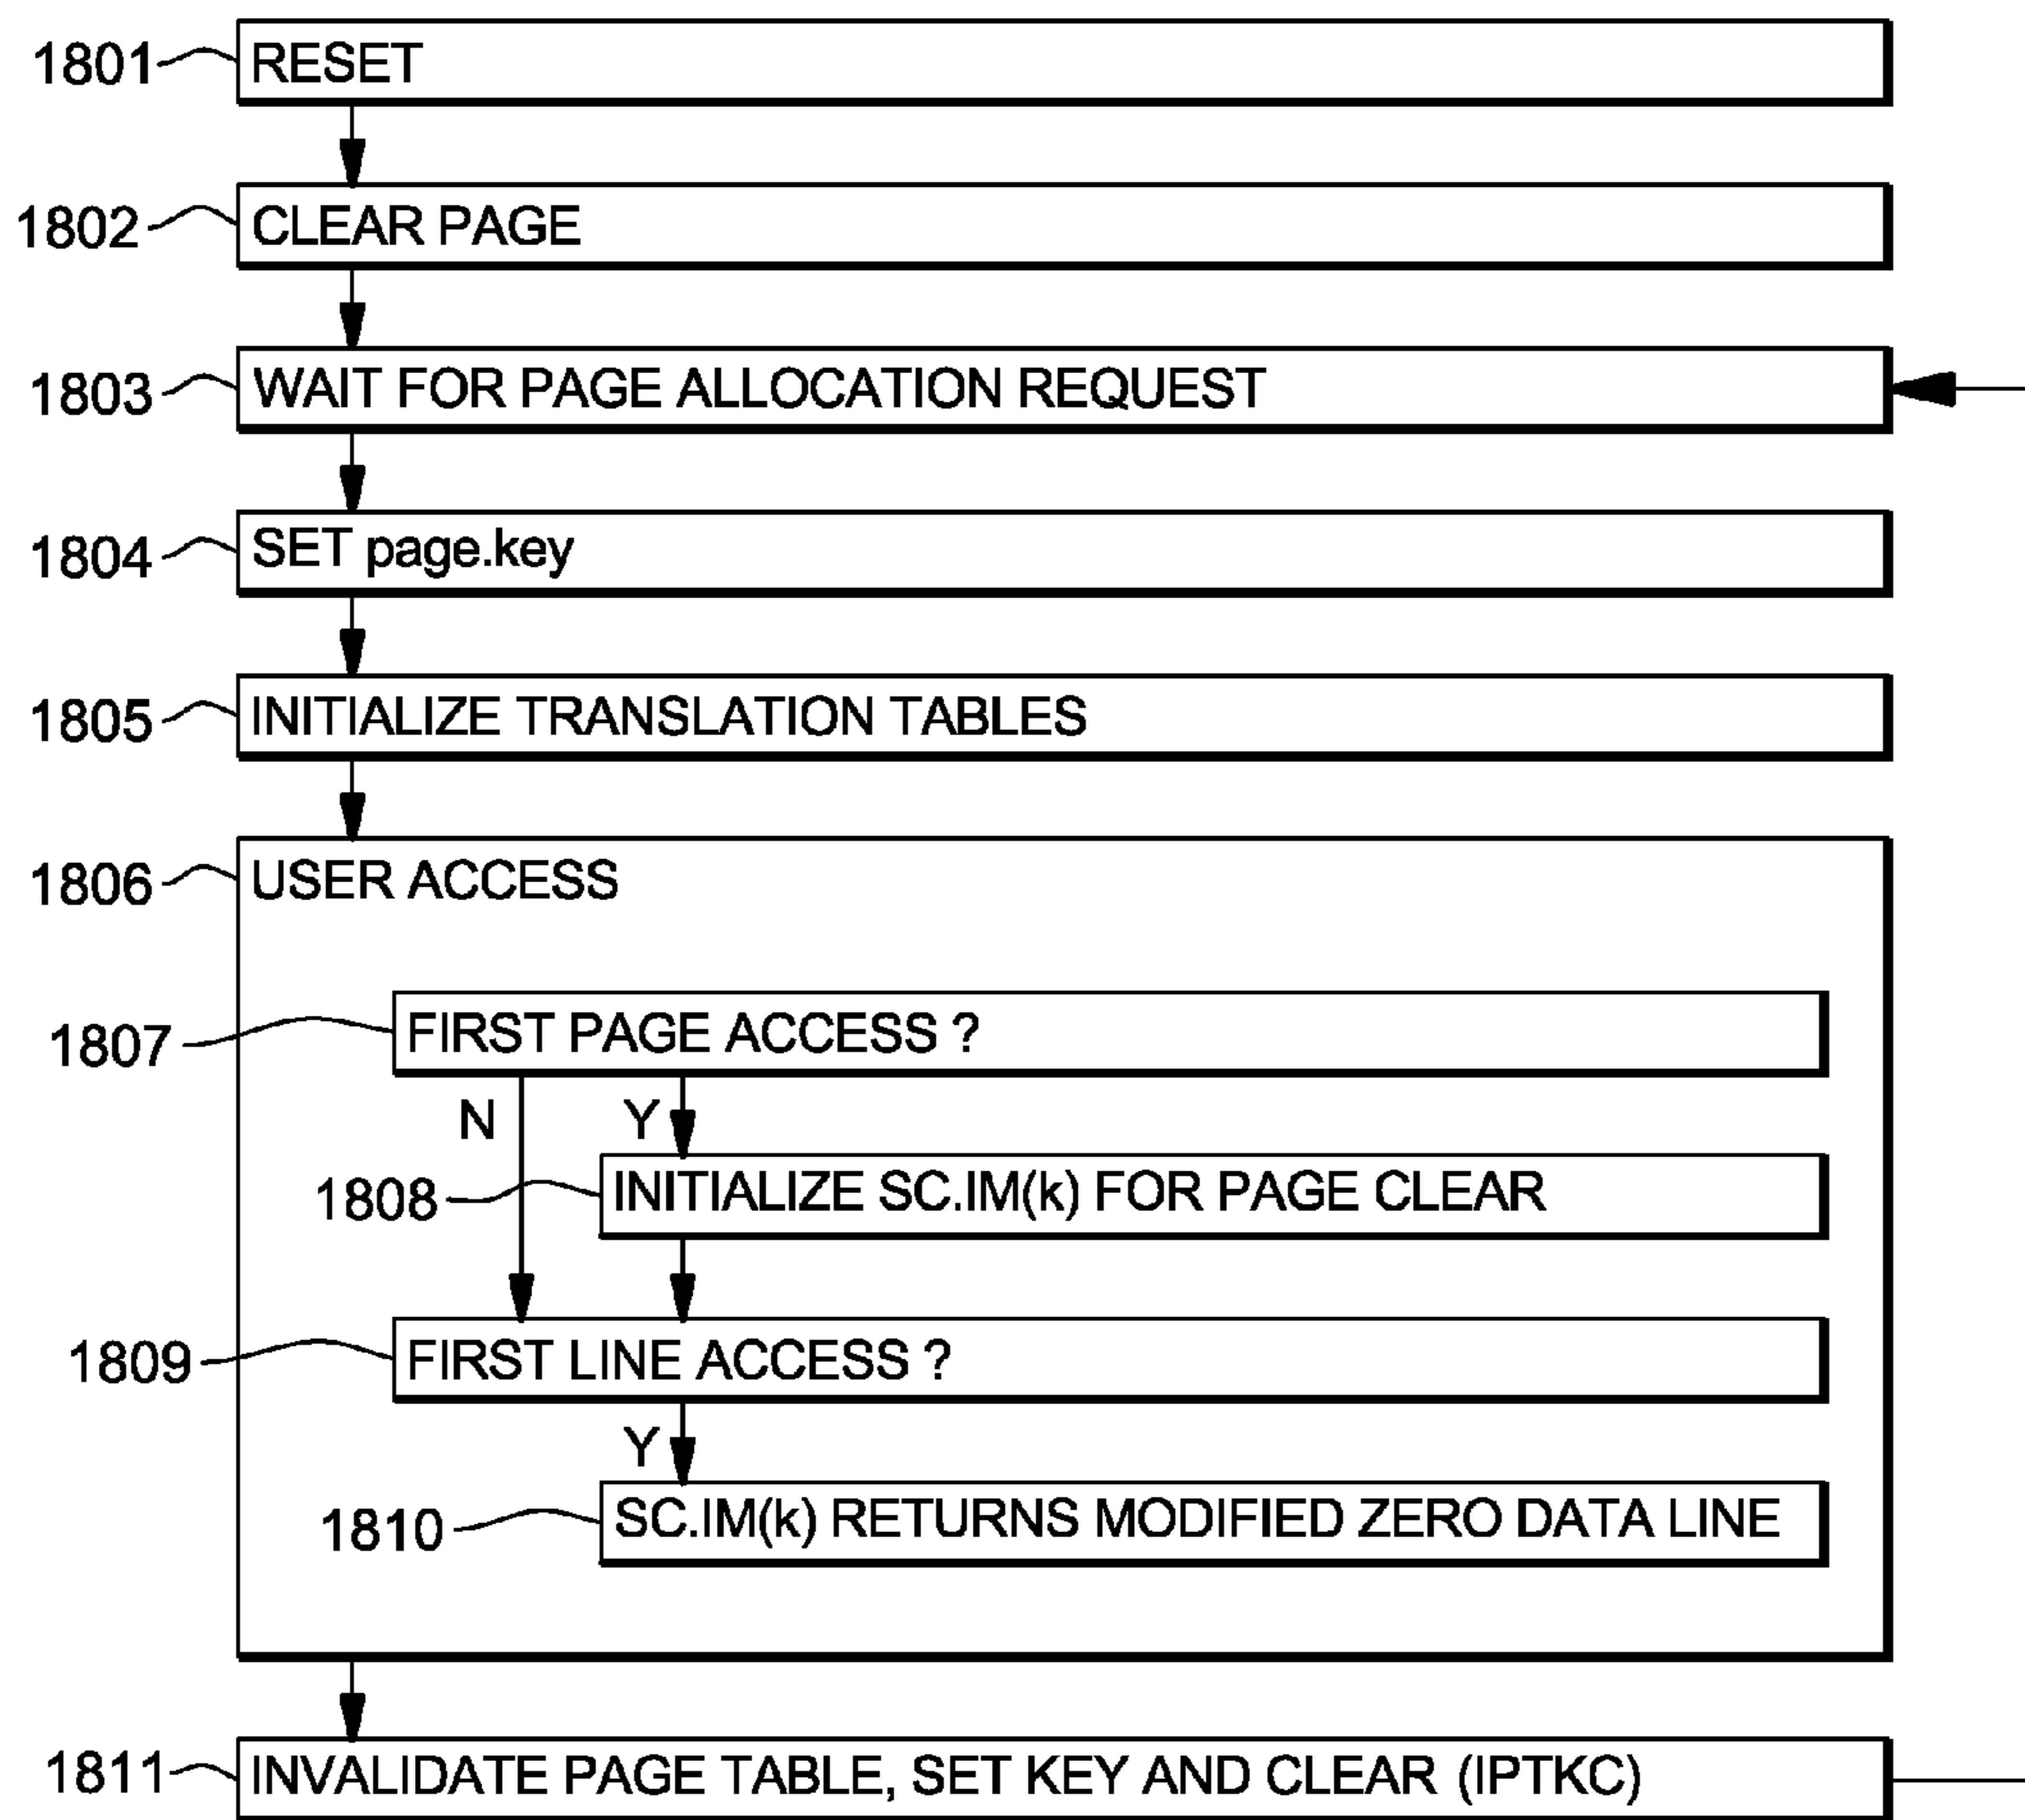 1801 RESET
1802 CLEAR PAGE
1803 WAIT FOR PAGE ALLOCATION REQUEST
1804 SET page.key
1805 INITIALIZE TRANSLATION TABLES
1806 USER ACCESS
1807 FIRST PAGE ACCESS ?
N Y
1808 INITIALIZE SC.IM(k) FOR PAGE CLEAR
1809 FIRST LINE ACCESS ?
Y
1810 SC.IM(k) RETURNS MODIFIED ZERO DATA LINE
1811 INVALIDATE PAGE TABLE, SET KEY AND CLEAR (IPTKC)